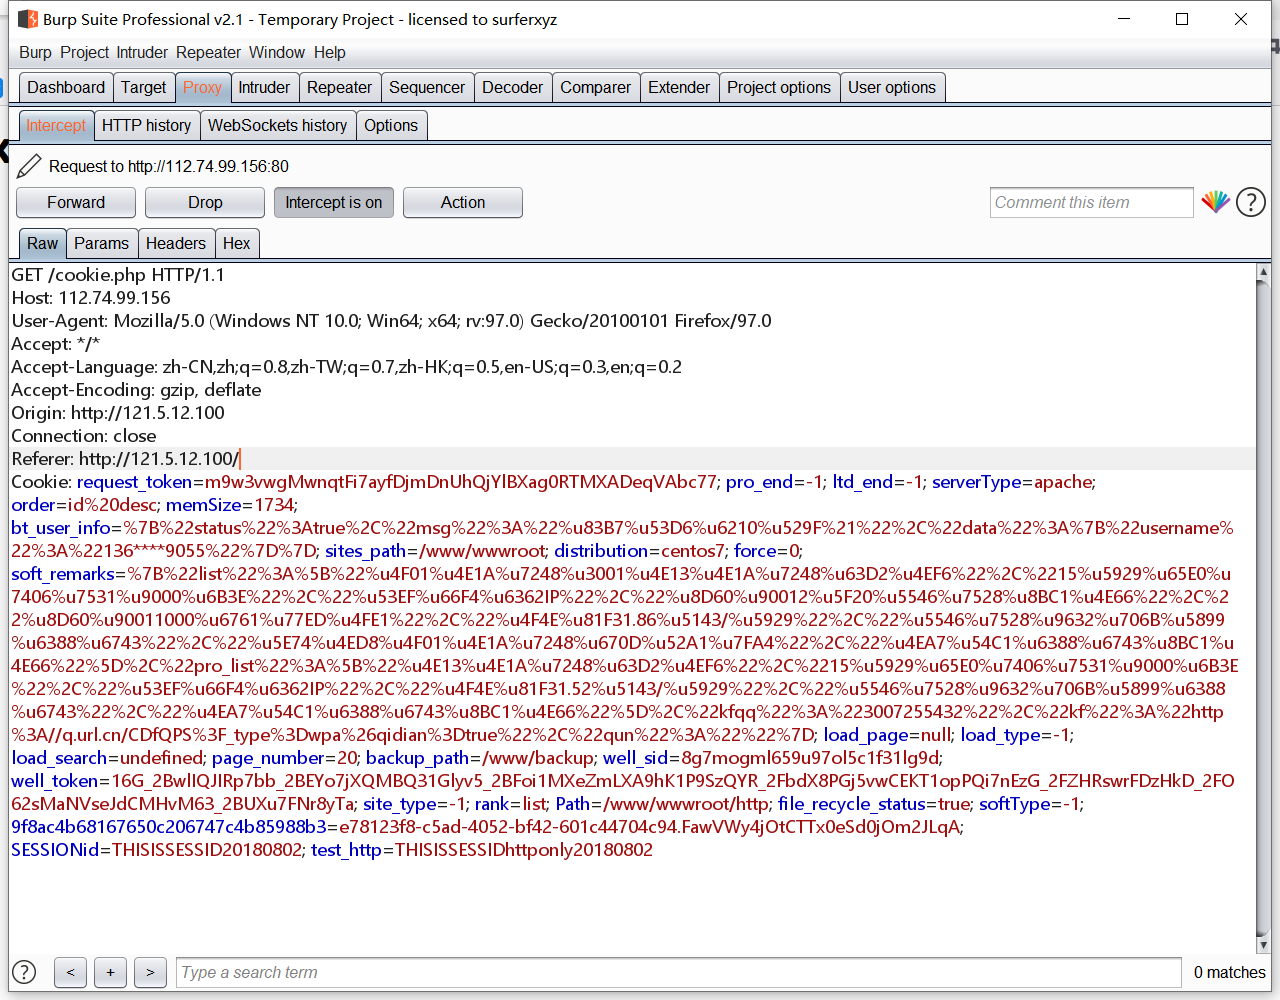 Burp Suite Professional v2.1 - Temporary Project - licensed to surferxyz
Burp Project Intruder Repeater Window Help
Dashboard Target Proxy Intruder Repeater Sequencer Decoder Comparer Extender Project options User options
Intercept HTTP history WebSockets history Options
Request to http://112.74.99.156:80
Forward Drop Intercept is on Action Comment this item ?
Raw Params Headers Hex
GET /cookie.php HTTP/1.1
Host: 112.74.99.156
User-Agent: Mozilla/5.0 (Windows NT 10.0; Win64; x64; rv:97.0) Gecko/20100101 Firefox/97.0
Accept: */*
Accept-Language: zh-CN,zh;q=0.8,zh-TW;q=0.7,zh-HK;q=0.5,en-US;q=0.3,en;q=0.2
Accept-Encoding: gzip, deflate
Origin: http://121.5.12.100
Connection: close
Referer: http://121.5.12.100/
Cookie: request_token=m9w3vwgMwnqtFi7ayfDjmDnUhQjYlBXag0RTMXADeqVAbc77; pro_end=-1; ltd_end=-1; serverType=apache;
order=id%20desc; memSize=1734;
bt_user_info=%7B%22status%22%3Atrue%2C%22msg%22%3A%22%u83B7%u53D6%u6210%u529F%21%22%2C%22data%22%3A%7B%22username%
22%3A%22136****9055%22%7D%7D; sites_path=/www/wwwroot; distribution=centos7; force=0;
soft_remarks=%7B%22list%22%3A%5B%22%u4F01%u4E1A%u7248%u3001%u4E13%u4E1A%u7248%u63D2%u4EF6%22%2C%2215%u5929%u65E0%u
7406%u7531%u9000%u6B3E%22%2C%22%u53EF%u66F4%u6362IP%22%2C%22%u8D60%u90012%u5F20%u5546%u7528%u8BC1%u4E66%22%2C%2
2%u8D60%u90011000%u6761%u77ED%u4FE1%22%2C%22%u4F4E%u81F31.86%u5143/%u5929%22%2C%22%u5546%u7528%u9632%u706B%u5899
%u6388%u6743%22%2C%22%u5E74%u4ED8%u4F01%u4E1A%u7248%u670D%u52A1%u7FA4%22%2C%22%u4EA7%u54C1%u6388%u6743%u8BC1%u
4E66%22%5D%2C%22pro_list%22%3A%5B%22%u4E13%u4E1A%u7248%u63D2%u4EF6%22%2C%2215%u5929%u65E0%u7406%u7531%u9000%u6B3E
%22%2C%22%u53EF%u66F4%u6362IP%22%2C%22%u4F4E%u81F31.52%u5143/%u5929%22%2C%22%u5546%u7528%u9632%u706B%u5899%u6388
%u6743%22%2C%22%u4EA7%u54C1%u6388%u6743%u8BC1%u4E66%22%5D%2C%22kfqq%22%3A%223007255432%22%2C%22kf%22%3A%22http
%3A//q.url.cn/CDfQPS%3F_type%3Dwpa%26qidian%3Dtrue%22%2C%22qun%22%3A%22%22%7D; load_page=null; load_type=-1;
load_search=undefined; page_number=20; backup_path=/www/backup; well_sid=8g7mogml659u97ol5c1f31lg9d;
well_token=16G_2BwlIQJIRp7bb_2BEYo7jXQMBQ31Glyv5_2BFoi1MXeZmLXA9hK1P9SzQYR_2FbdX8PGj5vwCEKT1opPQi7nEzG_2FZHRswrFDzHkD_2FO
62sMaNVseJdCMHvM63_2BUXu7FNr8yTa; site_type=-1; rank=list; Path=/www/wwwroot/http; file_recycle_status=true; softType=-1;
9f8ac4b68167650c206747c4b85988b3=e78123f8-c5ad-4052-bf42-601c44704c94.FawVWy4jOtCTTx0eSd0jOm2JLqA;
SESSIONid=THISISSESSID20180802; test_http=THISISSESSIDhttponly20180802
? < + > Type a search term 0 matches